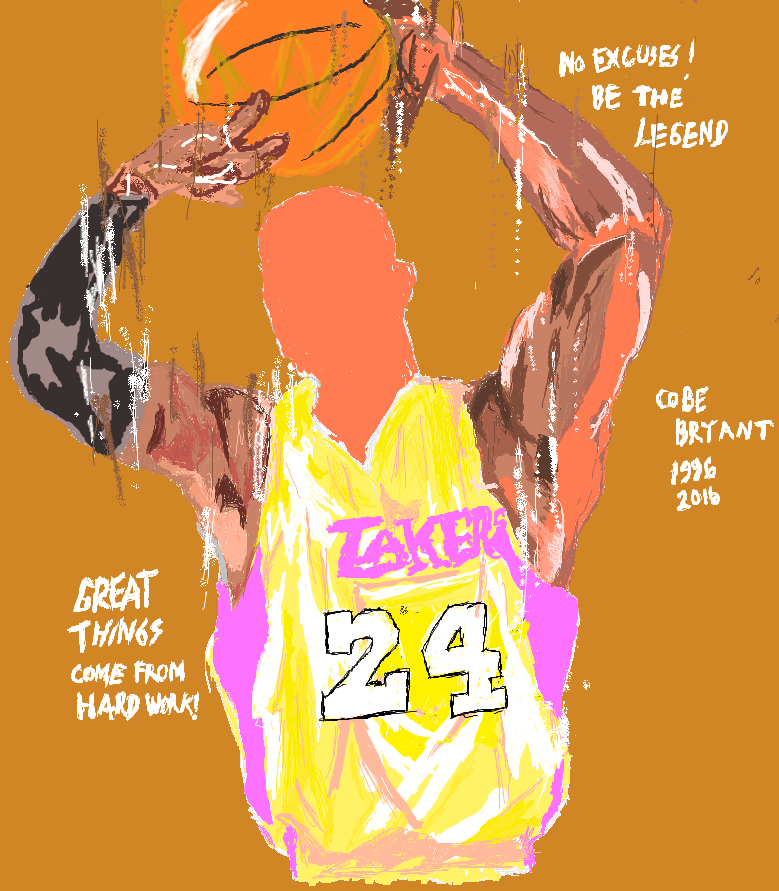 NO EXCUSES!
BE THE
LEGEND
COBE
BRYANT
1996
2016
LAKERS
24
GREAT
THINGS
COME FROM
HARD WORK!